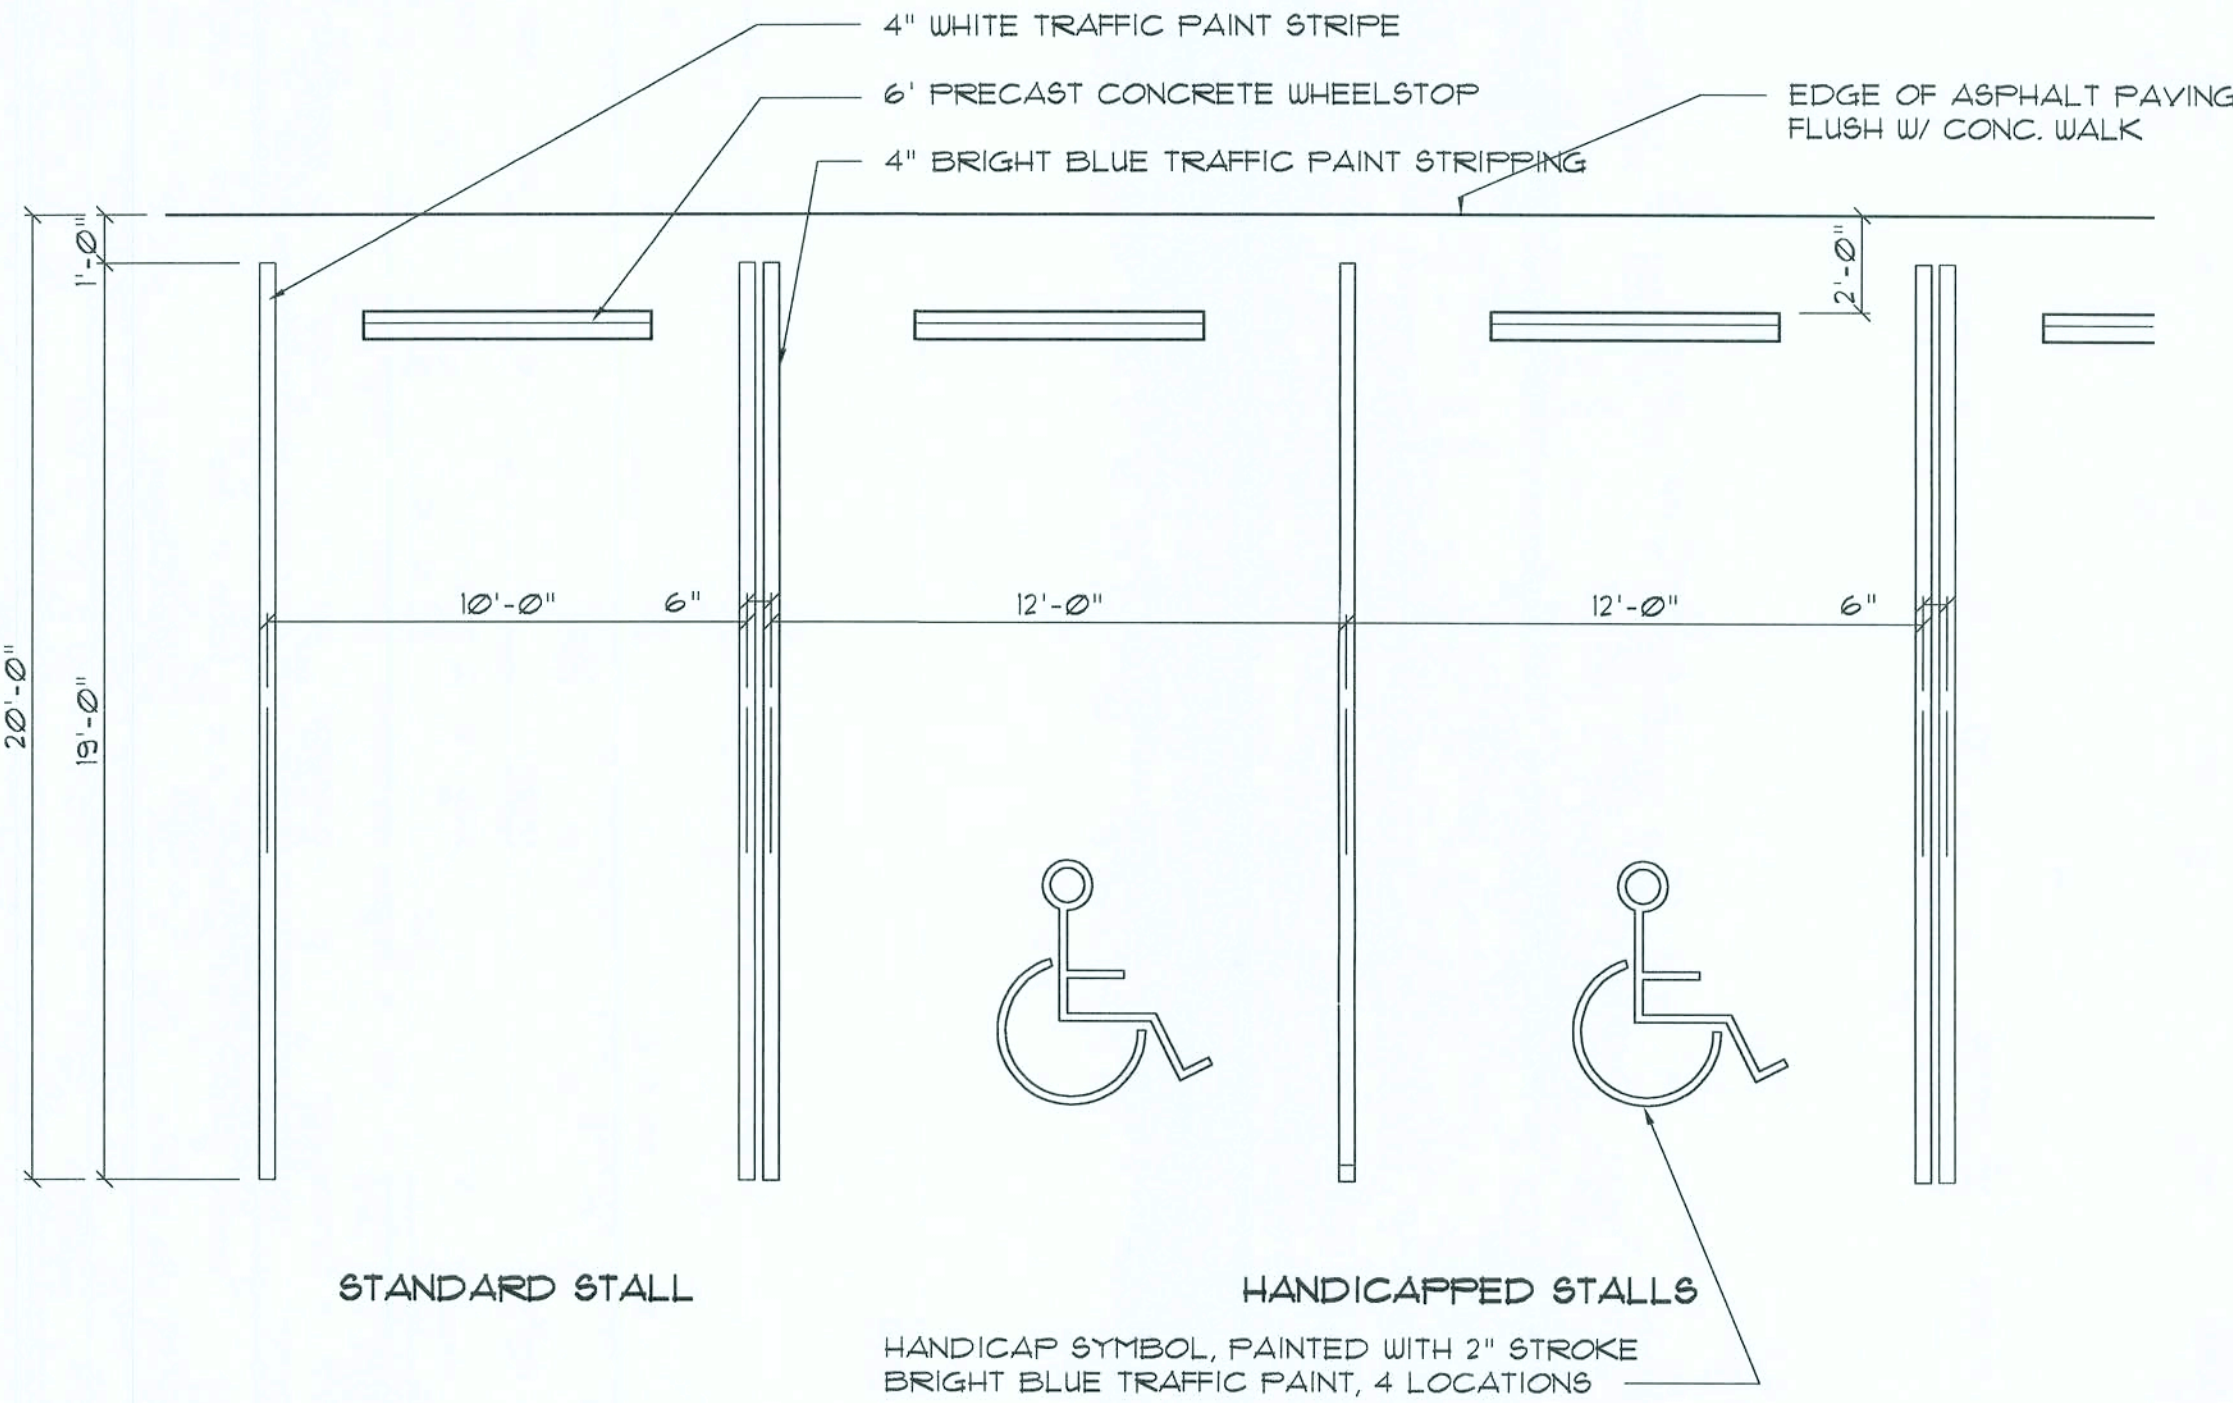 4" WHITE TRAFFIC PAINT STRIPE
6' PRECAST CONCRETE WHEELSTOP
4" BRIGHT BLUE TRAFFIC PAINT STRIPPING
EDGE OF ASPHALT PAVING
FLUSH W/ CONC. WALK
1'-0"
2'-0"
10'-0"
6"
12'-0"
12'-0"
6"
20'-0"
19'-0"
STANDARD STALL
HANDICAPPED STALLS
HANDICAP SYMBOL, PAINTED WITH 2" STROKE
BRIGHT BLUE TRAFFIC PAINT, 4 LOCATIONS